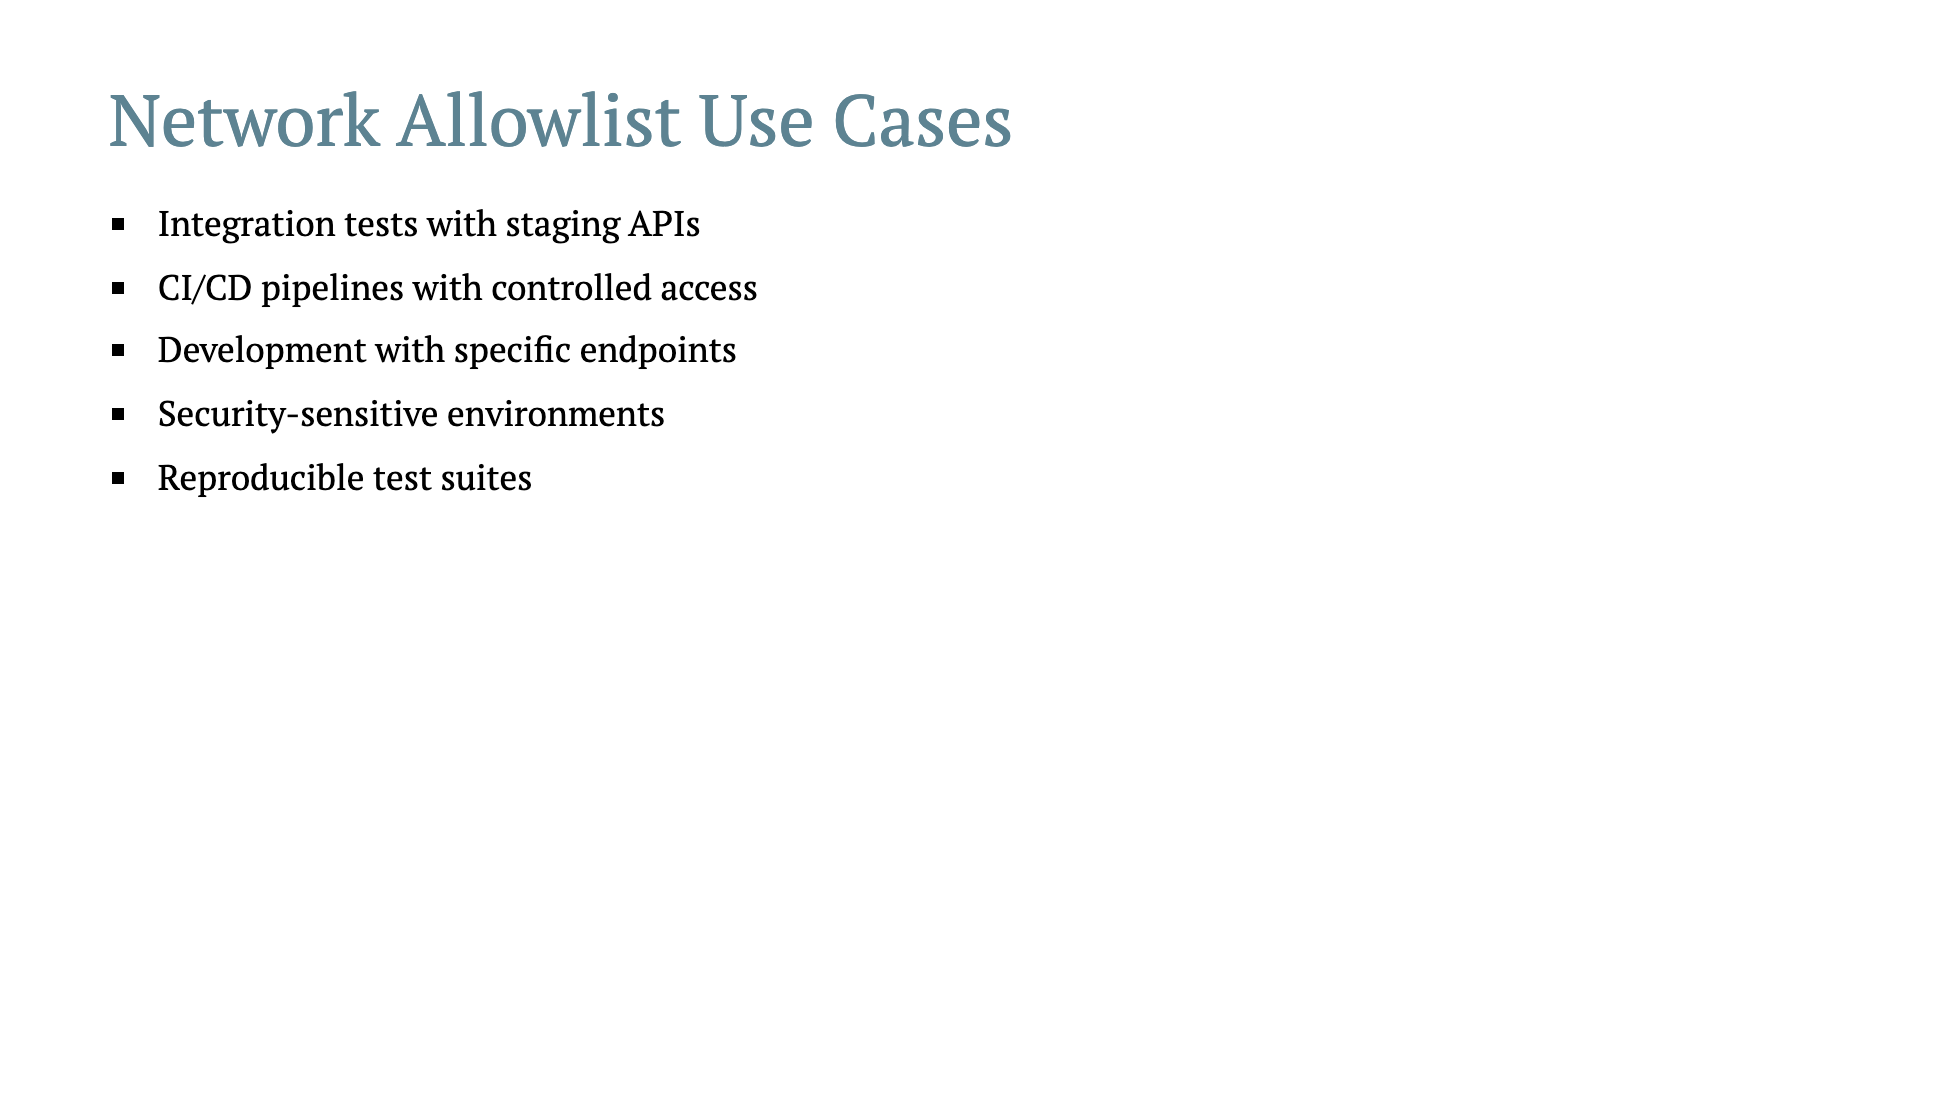 Network Allowlist Use Cases
▪ Integration tests with staging APIs
▪ CI/CD pipelines with controlled access
▪ Development with specific endpoints
▪ Security-sensitive environments
▪ Reproducible test suites